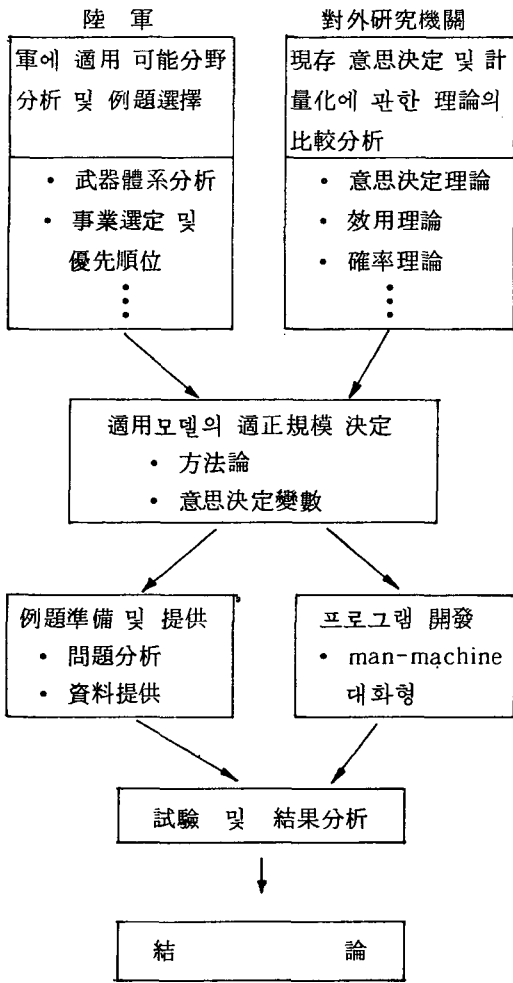 陸 軍
軍에 適用 可能分野
分析 및 例題選擇
• 武器體系分析
• 事業選定 및
優先順位
對外研究機關
現存 意思決定 및 計
量化에 관한 理論의
比較分析
• 意思決定理論
• 效用理論
• 確率理論
適用모델의 適正規模 決定
• 方法論
• 意思決定變數
例題準備 및 提供
• 問題分析
• 資料提供
프로그램 開發
• man-machine
대화형
試驗 및 結果分析
結 論